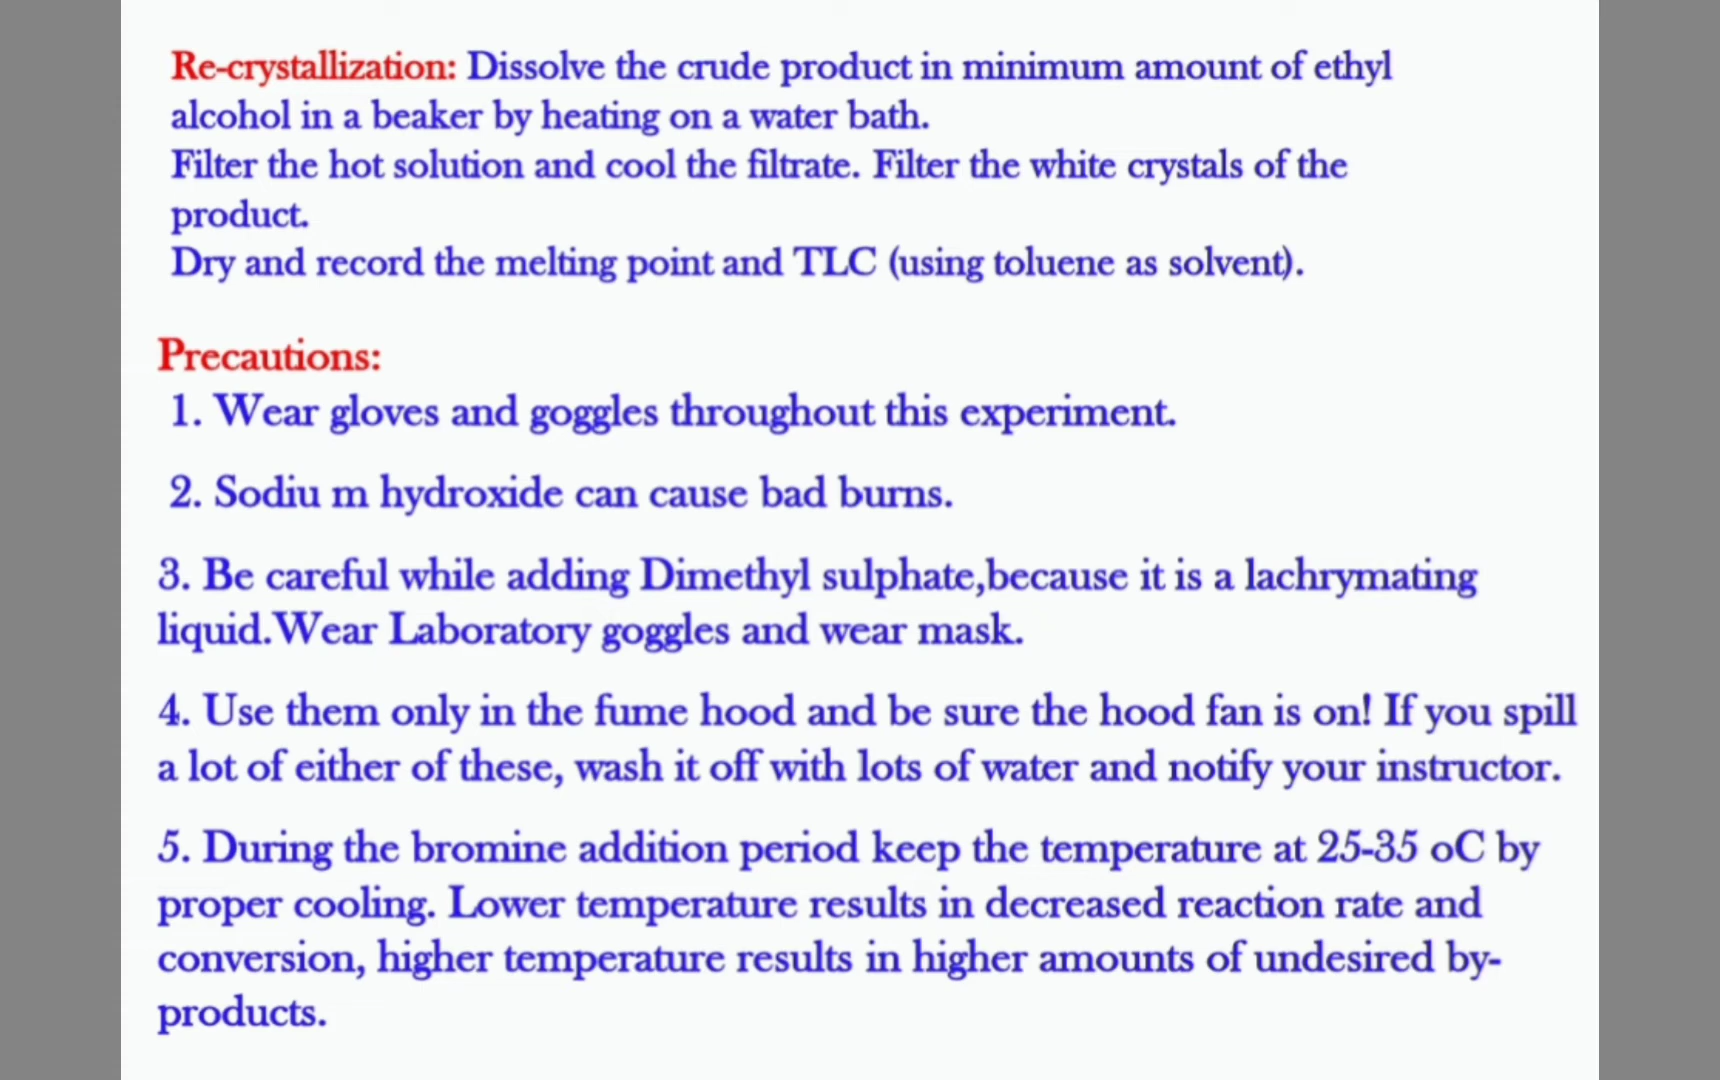 Re-crystallization: Dissolve the crude product in minimum amount of ethyl
alcohol in a beaker by heating on a water bath.
Filter the hot solution and cool the filtrate. Filter the white crystals of the
product.
Dry and record the melting point and TLC (using toluene as solvent).
Precautions:
1. Wear gloves and goggles throughout this experiment.
2. Sodiu m hydroxide can cause bad burns.
3. Be careful while adding Dimethyl sulphate,because it is a lachrymating
liquid.Wear Laboratory goggles and wear mask.
4. Use them only in the fume hood and be sure the hood fan is on! If you spill
a lot of either of these, wash it off with lots of water and notify your instructor.
5. During the bromine addition period keep the temperature at 25-35 oC by
proper cooling. Lower temperature results in decreased reaction rate and
conversion, higher temperature results in higher amounts of undesired by-
products.